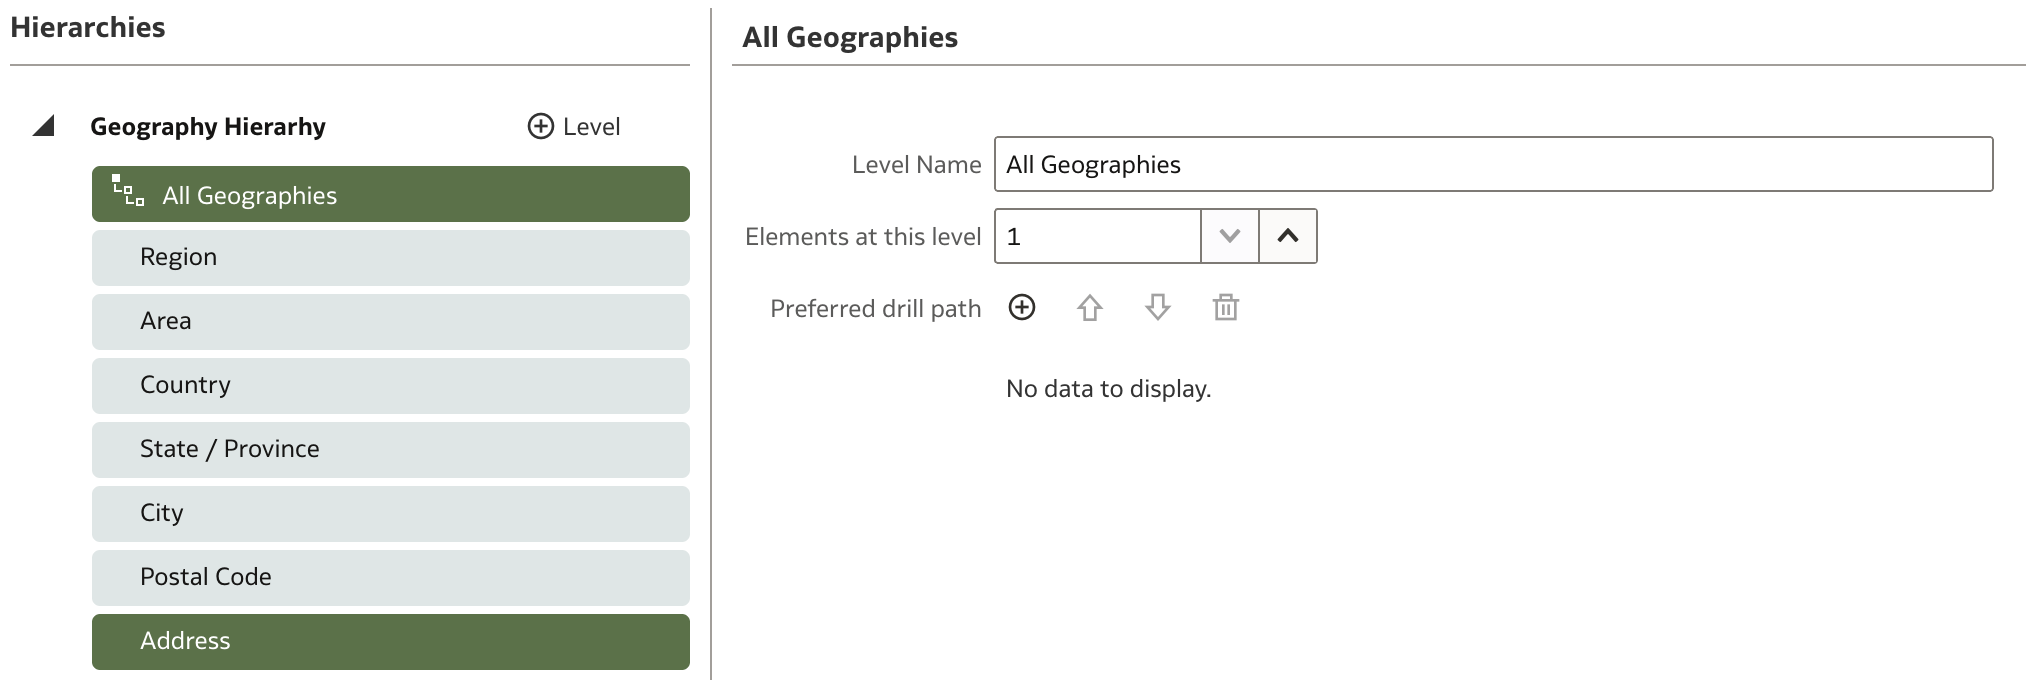 Hierarchies
Geography Hierarhy
Level
All Geographies
Region
Area
Country
State / Province
City
Postal Code
Address
All Geographies
Level Name
All Geographies
Elements at this level
1
Preferred drill path
No data to display.